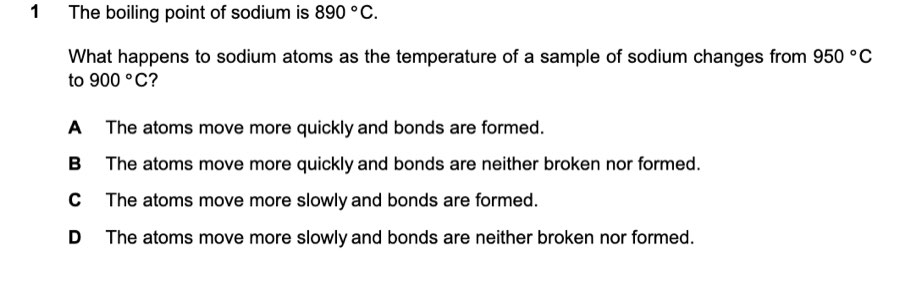 1 The boiling point of sodium is 890 °C.
What happens to sodium atoms as the temperature of a sample of sodium changes from 950 °C
to 900 °C?
A The atoms move more quickly and bonds are formed.
B The atoms move more quickly and bonds are neither broken nor formed.
C The atoms move more slowly and bonds are formed.
D The atoms move more slowly and bonds are neither broken nor formed.